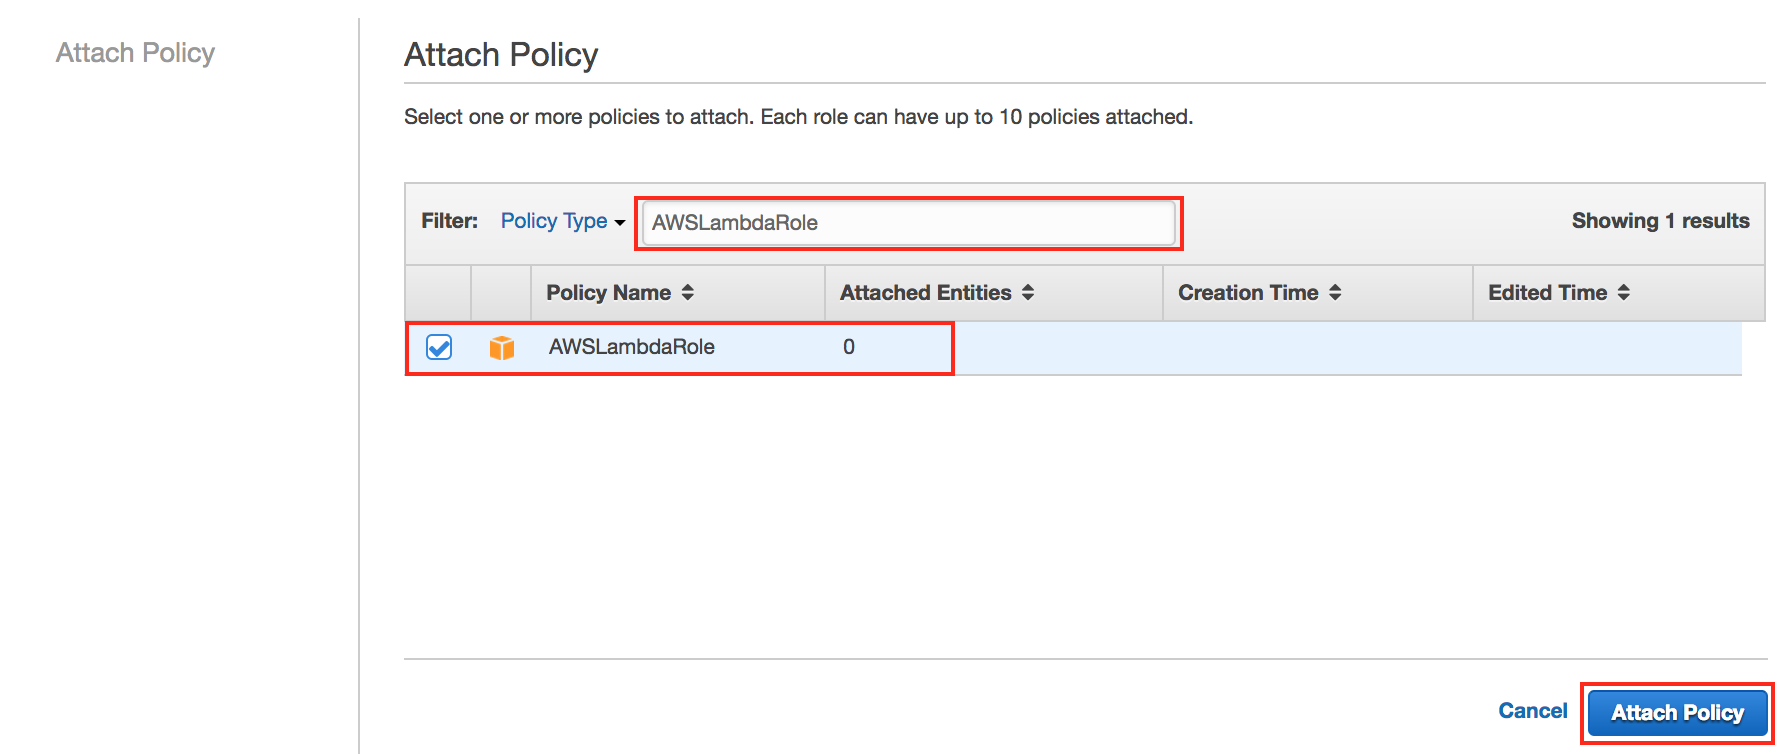 Attach Policy
Attach Policy
Select one or more policies to attach. Each role can have up to 10 policies attached.
Filter: Policy Type AWSLambdaRole Showing 1 results
Policy Name Attached Entities Creation Time Edited Time
AWSLambdaRole 0
Cancel Attach Policy